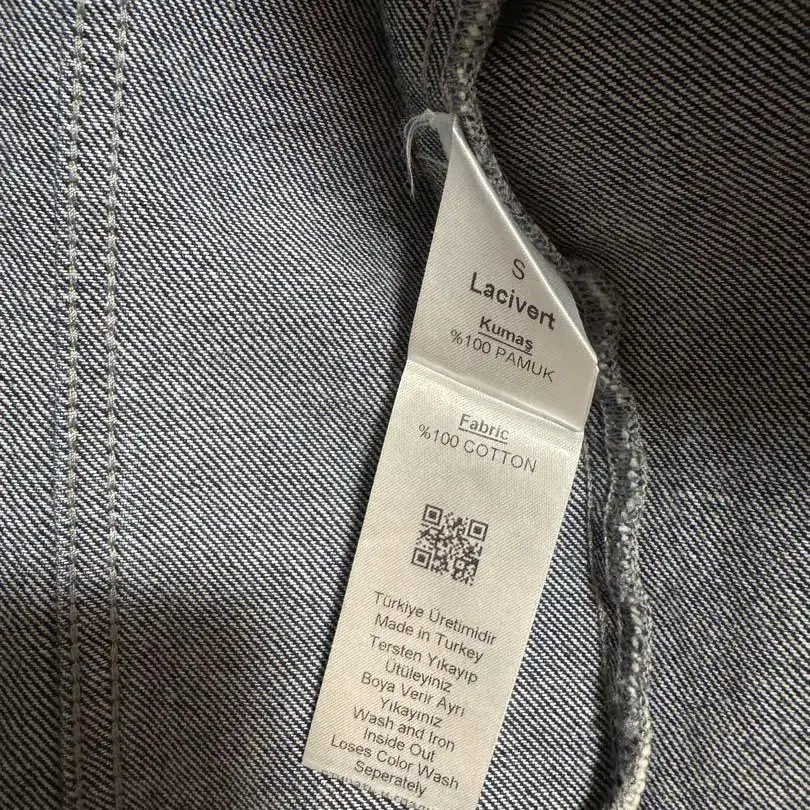 S
Lacivert
Kumaş
%100 PAMUK
Fabric
%100 COTTON
Türkiye Üretimidir
Made in Turkey
Tersten Yıkayıp
Ütüleyiniz
Boya Verir Ayrı
Yıkayınız
Wash and Iron
Inside Out
Loses Color Wash
Seperately